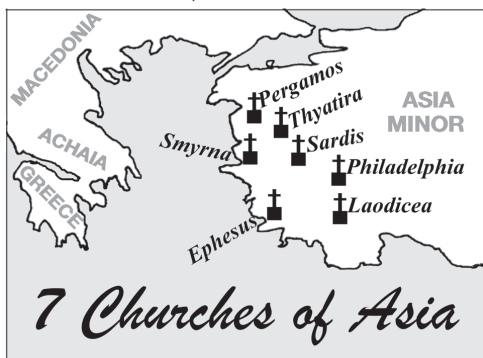 MACEDONIA
ACHAIA
GREECE
Pergamos
Thyatira
Smyrna
Sardis
Philadelphia
Laodicea
Ephesus
ASIA
MINOR
7 Churches of Asia